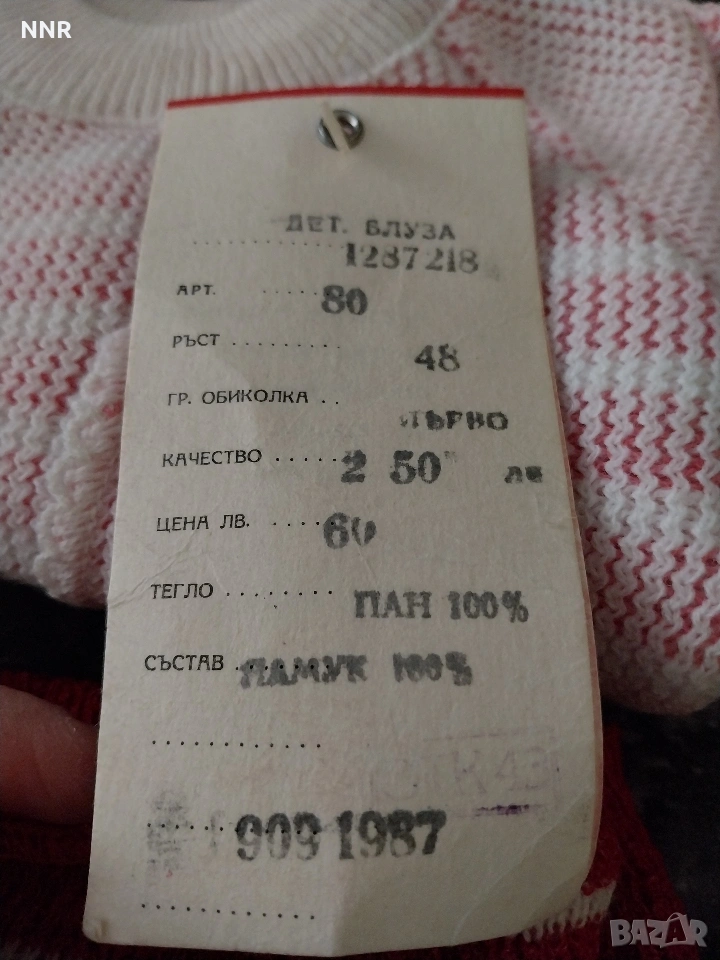 NNR
ДЕТ. БЛУЗА
1287218
АРТ. 80
РЪСТ 48
ГР. ОБИКОЛКА
ПЪРВО
КАЧЕСТВО 2 50 лв
ЦЕНА ЛВ. 60
ТЕГЛО ПАН 100%
СЪСТАВ ПАМУК 100%
909 1987
BAZAR